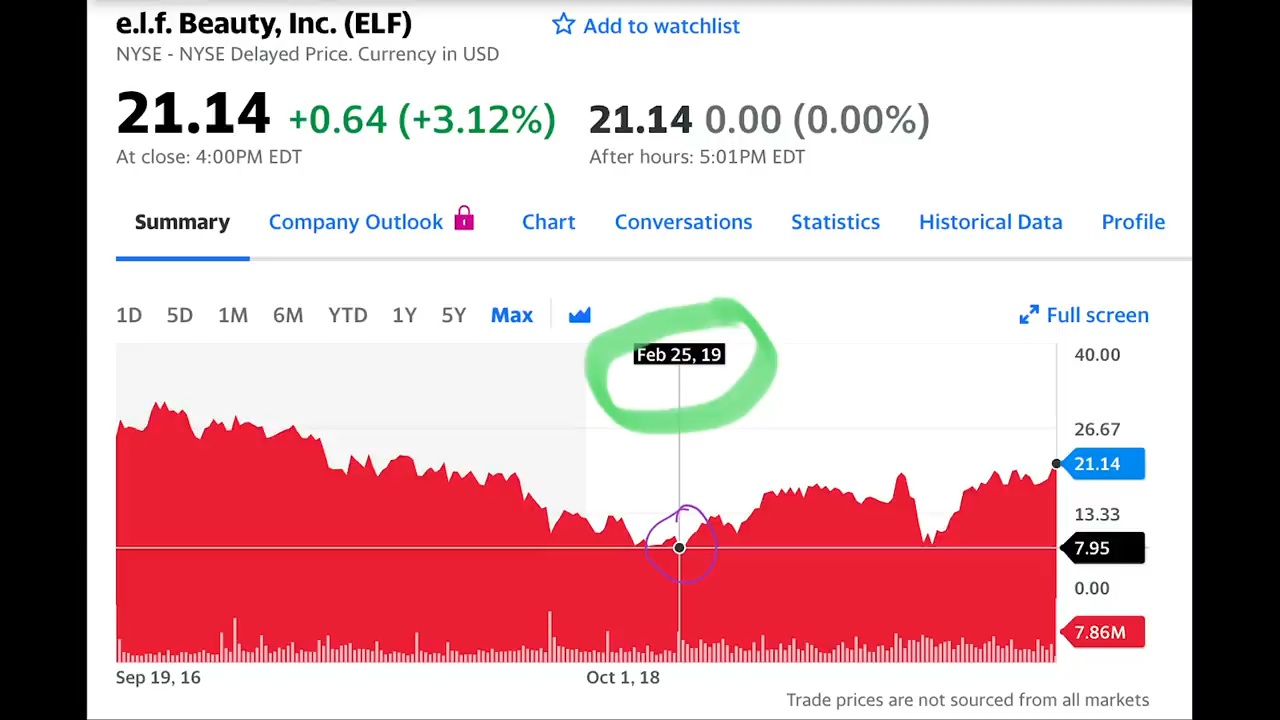 e.l.f. Beauty, Inc. (ELF)
Add to watchlist
NYSE - NYSE Delayed Price. Currency in USD
21.14 +0.64 (+3.12%)
21.14 0.00 (0.00%)
At close: 4:00PM EDT
After hours: 5:01PM EDT
Summary Company Outlook Chart Conversations Statistics Historical Data Profile
1D 5D 1M 6M YTD 1Y 5Y Max
Full screen
Feb 25, 19
40.00
26.67
21.14
13.33
7.95
0.00
7.86M
Sep 19, 16
Oct 1, 18
Trade prices are not sourced from all markets